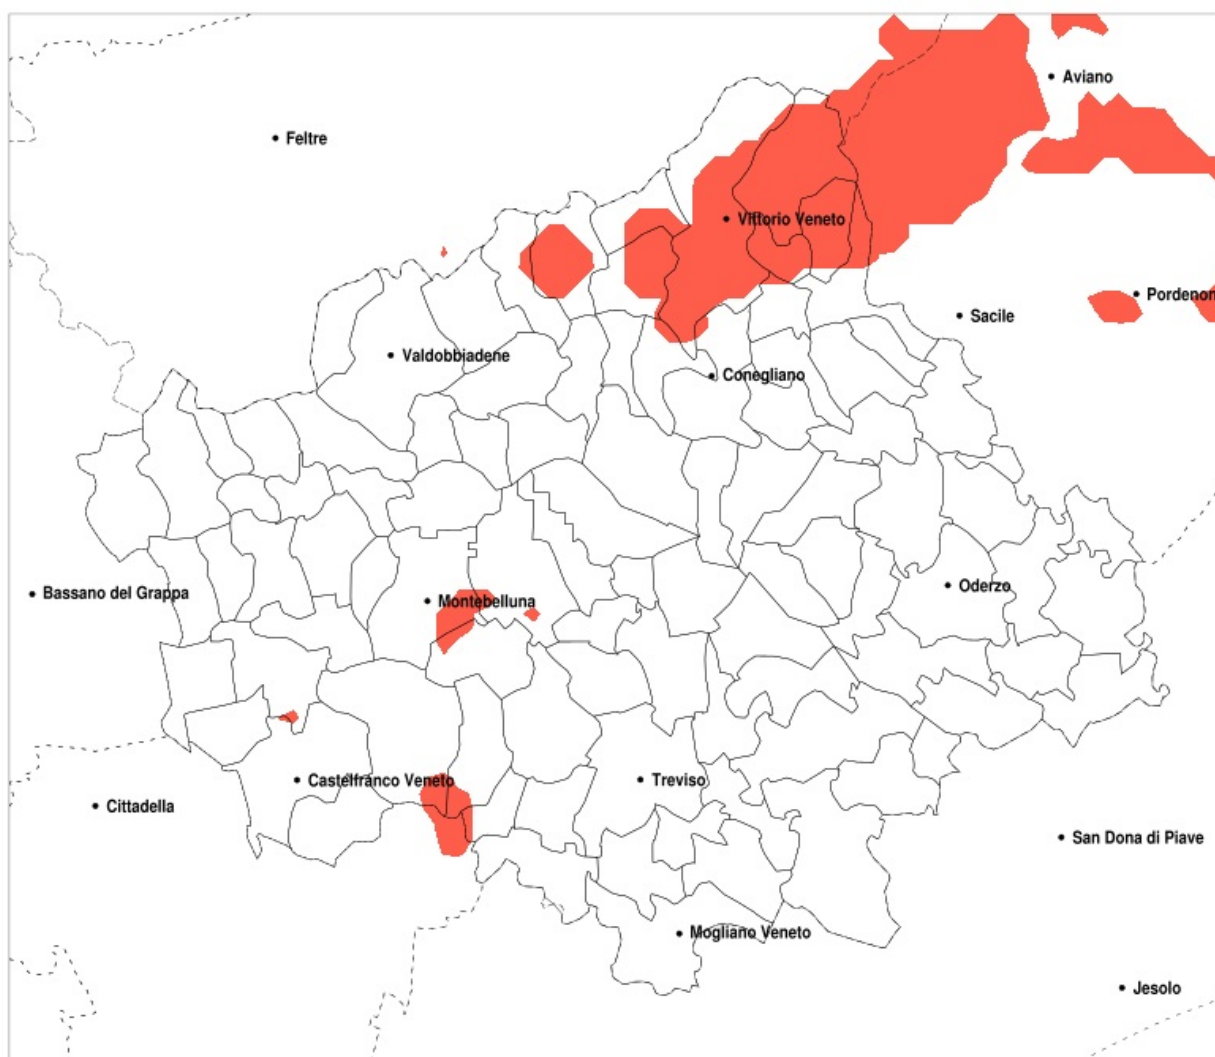 Aviano
Feltre
Vittorio Veneto
Pordenon
Sacile
Valdobbiadene
Conegliano
Oderzo
Bassano del Grappa
Montebelluna
Castelfranco Veneto
Treviso
Cittadella
San Dona di Piave
Mogliano Veneto
Jesolo